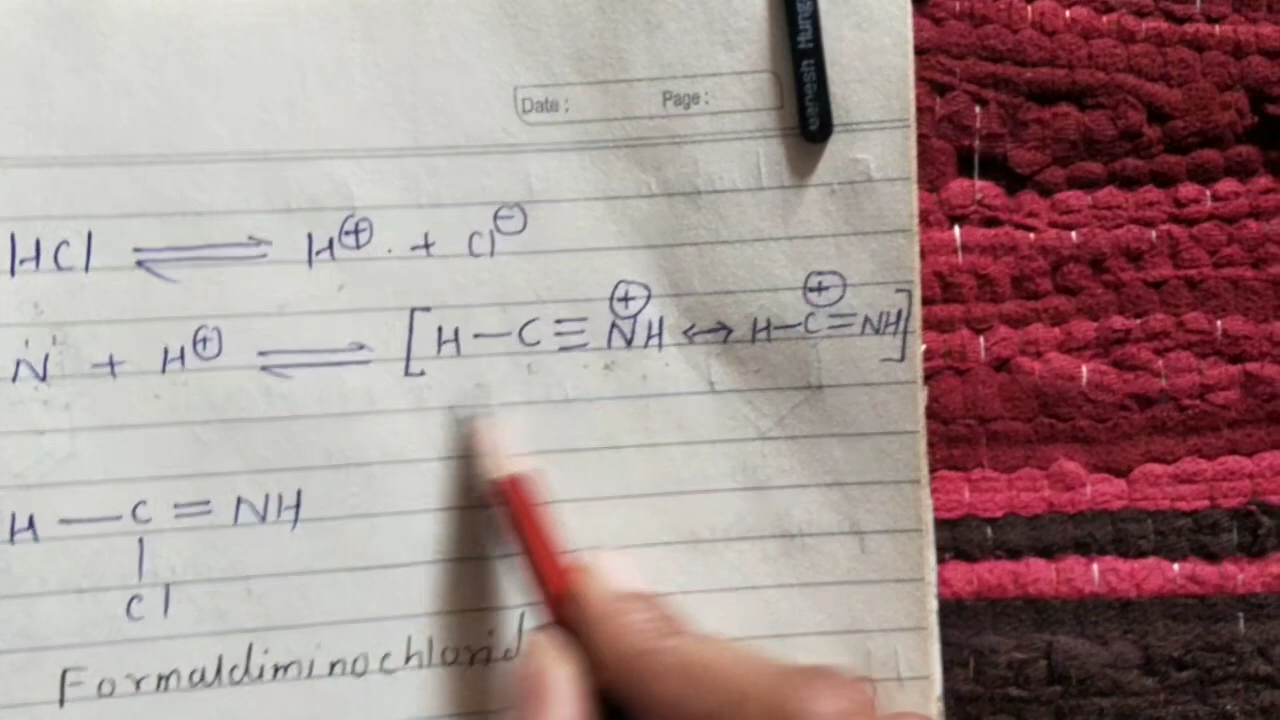 Date : Page :
HCl ⇌ H⊕ + Cl⊖
N̈ + H⊕ ⇌ [H—C≡N⊕H ↔ H—C⊕=NH]
H—C=NH
|
Cl
Formaldiminochlorid